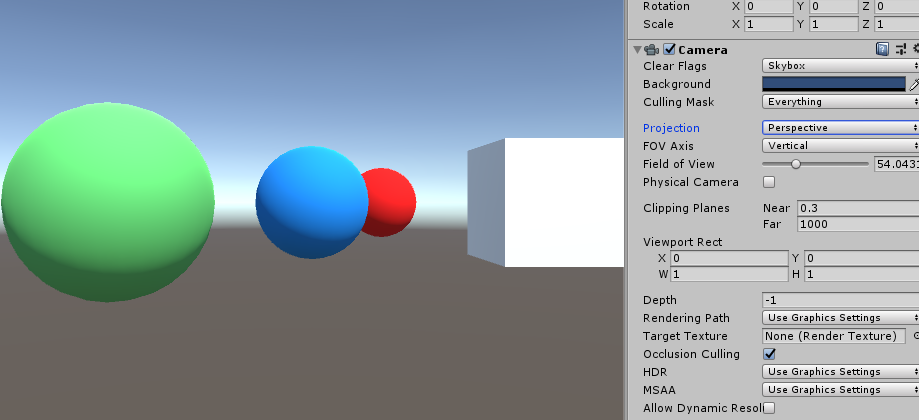 Rotation X 0 Y 0 Z 0
Scale X 1 Y 1 Z 1
Camera
Clear Flags Skybox
Background
Culling Mask Everything
Projection Perspective
FOV Axis Vertical
Field of View 54.0431
Physical Camera
Clipping Planes Near 0.3
Far 1000
Viewport Rect
X 0 Y 0
W 1 H 1
Depth -1
Rendering Path Use Graphics Settings
Target Texture None (Render Texture)
Occlusion Culling
HDR Use Graphics Settings
MSAA Use Graphics Settings
Allow Dynamic Resol